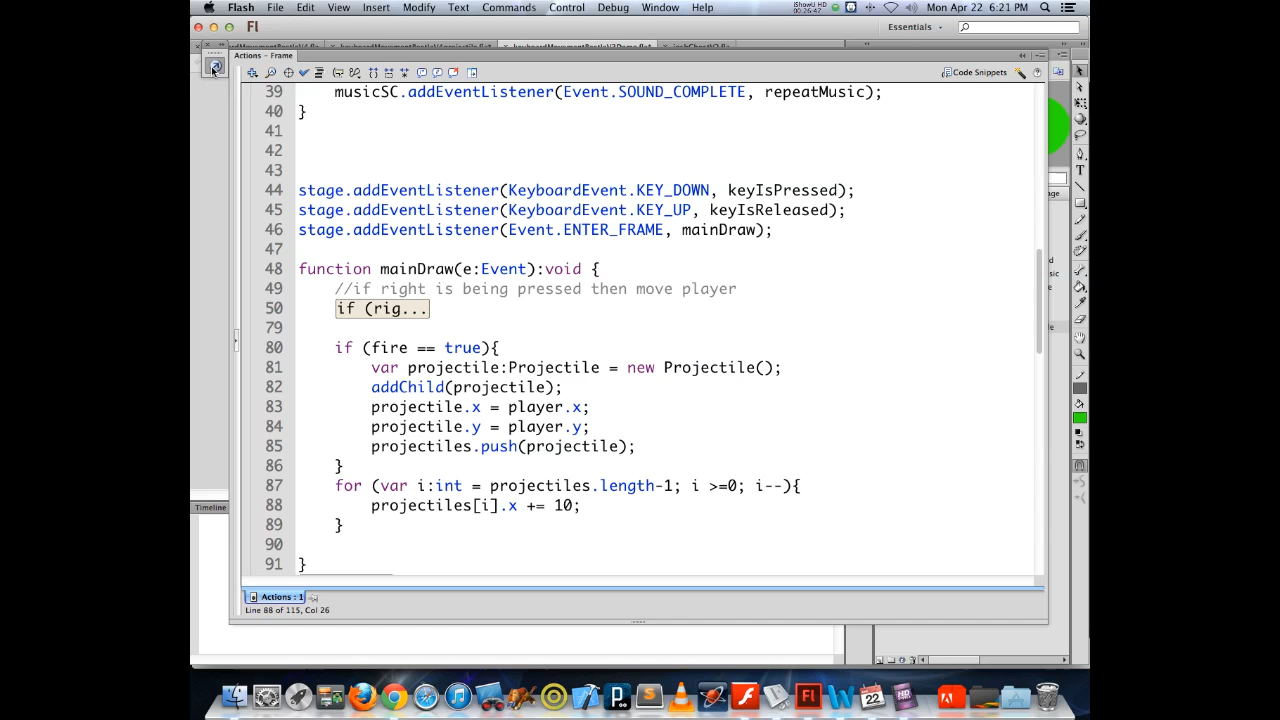 Flash File Edit View Insert Modify Text Commands Control Debug Window Help
iShowU HD
00:26:42
Mon Apr 22 6:21 PM
Fl
Essentials
Actions - Frame
Code Snippets
39 musicSC.addEventListener(Event.SOUND_COMPLETE, repeatMusic);
40 }
41
42
43
44 stage.addEventListener(KeyboardEvent.KEY_DOWN, keyIsPressed);
45 stage.addEventListener(KeyboardEvent.KEY_UP, keyIsReleased);
46 stage.addEventListener(Event.ENTER_FRAME, mainDraw);
47
48 function mainDraw(e:Event):void {
49 //if right is being pressed then move player
50 if (rig...
79
80 if (fire == true){
81 var projectile:Projectile = new Projectile();
82 addChild(projectile);
83 projectile.x = player.x;
84 projectile.y = player.y;
85 projectiles.push(projectile);
86 }
87 for (var i:int = projectiles.length-1; i >=0; i--){
88 projectiles[i].x += 10;
89 }
90
91 }
Timeline
Actions : 1
Line 88 of 115, Col 26